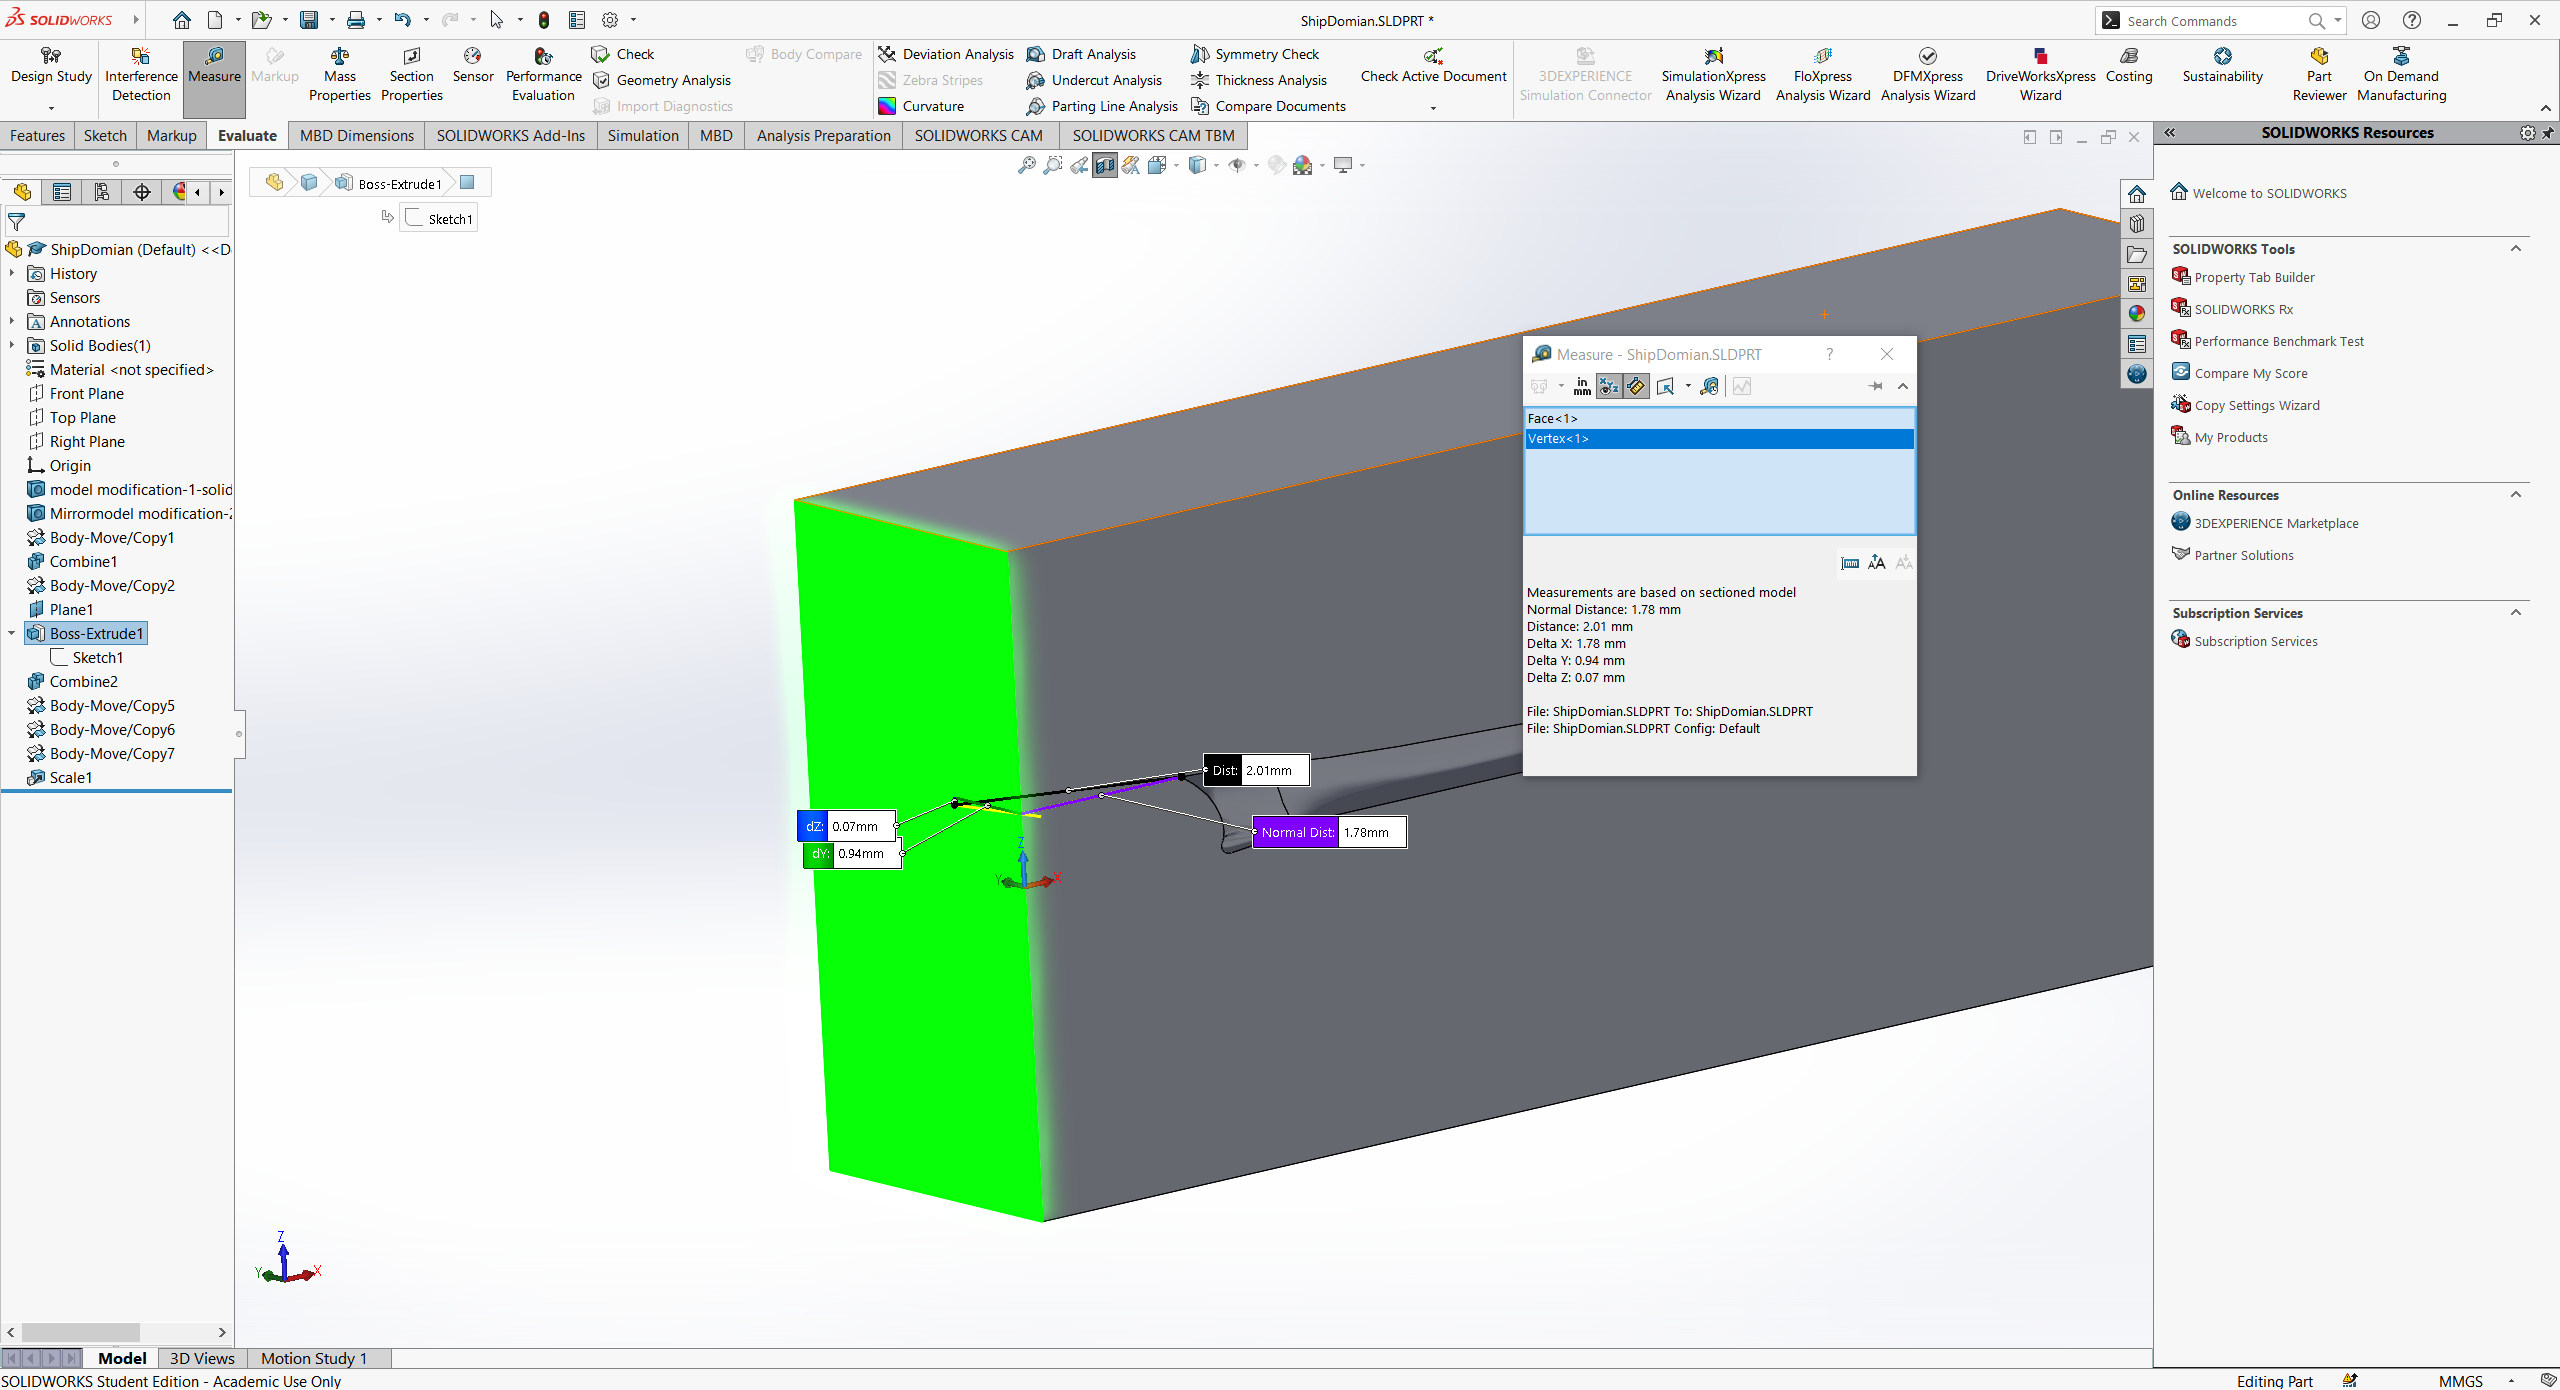 SOLIDWORKS
ShipDomian.SLDPRT *
Search Commands
Design Study
Interference Detection
Measure
Markup
Mass Properties
Section Properties
Sensor
Performance Evaluation
Check
Geometry Analysis
Import Diagnostics
Body Compare
Deviation Analysis
Zebra Stripes
Curvature
Draft Analysis
Undercut Analysis
Parting Line Analysis
Symmetry Check
Thickness Analysis
Compare Documents
Check Active Document
3DEXPERIENCE Simulation Connector
SimulationXpress Analysis Wizard
FloXpress Analysis Wizard
DFMXpress Analysis Wizard
DriveWorksXpress Wizard
Costing
Sustainability
Part Reviewer
On Demand Manufacturing
Features
Sketch
Markup
Evaluate
MBD Dimensions
SOLIDWORKS Add-Ins
Simulation
MBD
Analysis Preparation
SOLIDWORKS CAM
SOLIDWORKS CAM TBM
Boss-Extrude1
Sketch1
ShipDomian (Default) <<D
History
Sensors
Annotations
Solid Bodies(1)
Material <not specified>
Front Plane
Top Plane
Right Plane
Origin
model modification-1-solid
Mirrormodel modification-2
Body-Move/Copy1
Combine1
Body-Move/Copy2
Plane1
Boss-Extrude1
Sketch1
Combine2
Body-Move/Copy5
Body-Move/Copy6
Body-Move/Copy7
Scale1
Measure - ShipDomian.SLDPRT
?
in mm
Face<1>
Vertex<1>
Measurements are based on sectioned model
Normal Distance: 1.78 mm
Distance: 2.01 mm
Delta X: 1.78 mm
Delta Y: 0.94 mm
Delta Z: 0.07 mm
File: ShipDomian.SLDPRT To: ShipDomian.SLDPRT
File: ShipDomian.SLDPRT Config: Default
Dist: 2.01mm
Normal Dist: 1.78mm
dZ: 0.07mm
dY: 0.94mm
Z
Y
X
Z
Y
X
SOLIDWORKS Resources
Welcome to SOLIDWORKS
SOLIDWORKS Tools
Property Tab Builder
SOLIDWORKS Rx
Performance Benchmark Test
Compare My Score
Copy Settings Wizard
My Products
Online Resources
3DEXPERIENCE Marketplace
Partner Solutions
Subscription Services
Subscription Services
Model
3D Views
Motion Study 1
SOLIDWORKS Student Edition - Academic Use Only
Editing Part
MMGS